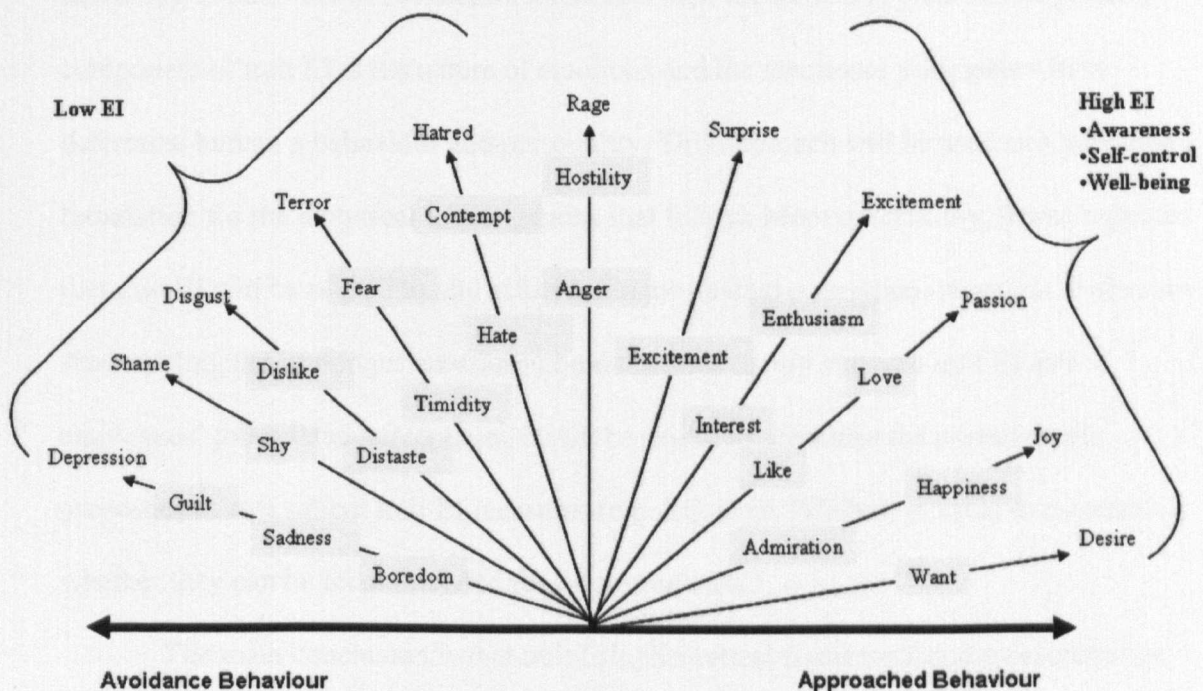 Low EI
High EI
•Awareness
•Self-control
•Well-being
Rage
Hatred
Surprise
Hostility
Terror
Contempt
Excitement
Fear
Anger
Disgust
Passion
Enthusiasm
Hate
Excitement
Shame
Dislike
Love
Timidity
Interest
Joy
Shy
Depression
Distaste
Like
Happiness
Guilt
Sadness
Admiration
Desire
Boredom
Want
Avoidance Behaviour
Approached Behaviour